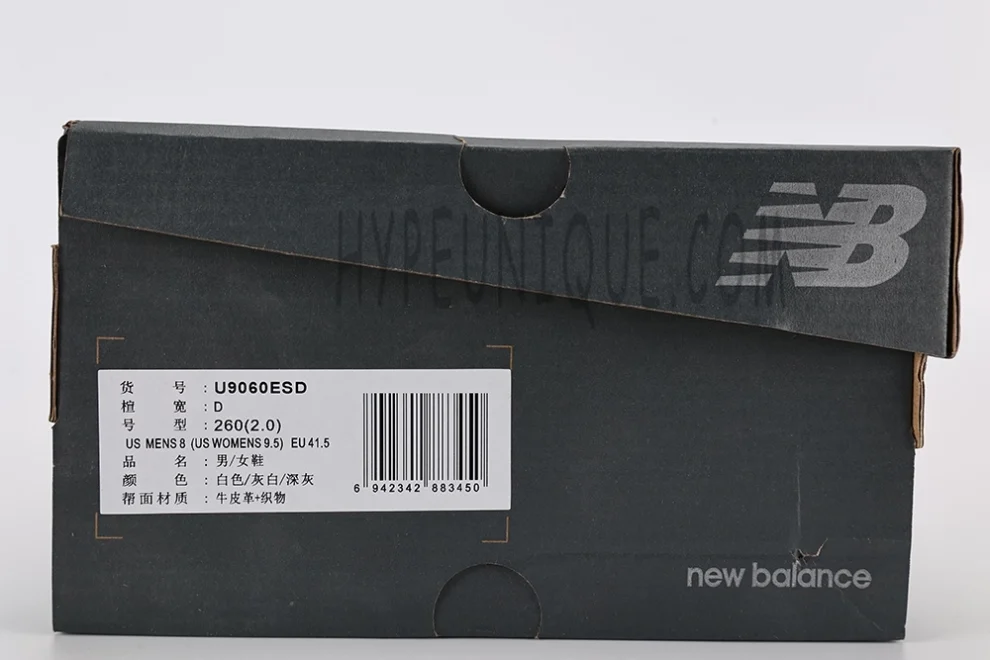 NB
HYPEUNIQUE.COM
货 号 : U9060ESD
楦 宽 : D
号 型 : 260(2.0)
US MENS 8 (US WOMENS 9.5) EU 41.5
品 名 : 男/女鞋
颜 色 : 白色/灰白/深灰
帮面材质 : 牛皮革+织物
6 942342 883450
new balance